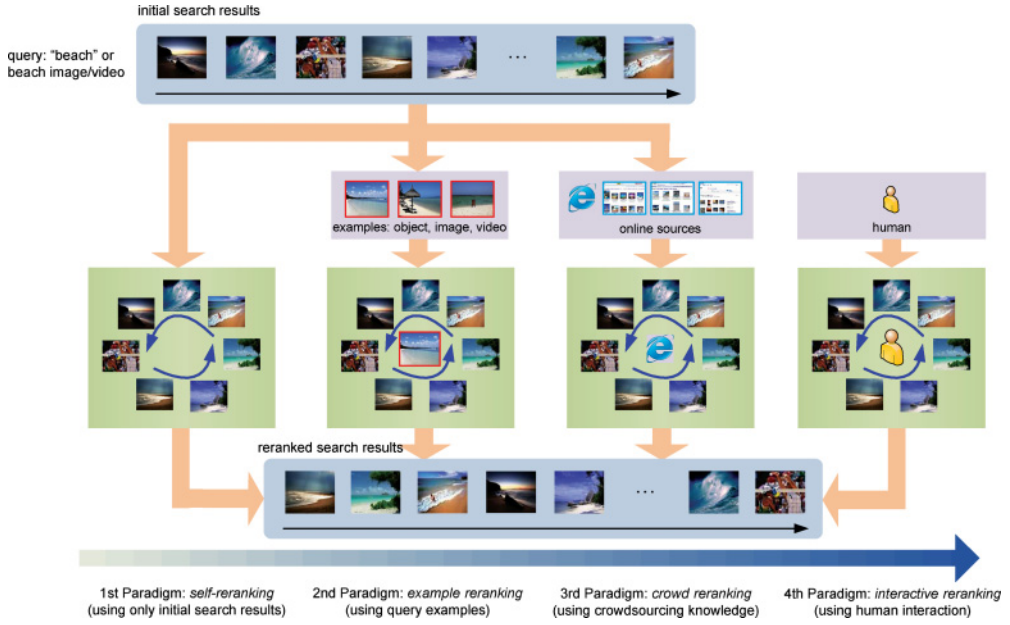 initial search results
query: "beach" or
beach image/video
...
examples: object, image, video
online sources
human
reranked search results
...
1st Paradigm: self-reranking
(using only initial search results)
2nd Paradigm: example reranking
(using query examples)
3rd Paradigm: crowd reranking
(using crowdsourcing knowledge)
4th Paradigm: interactive reranking
(using human interaction)